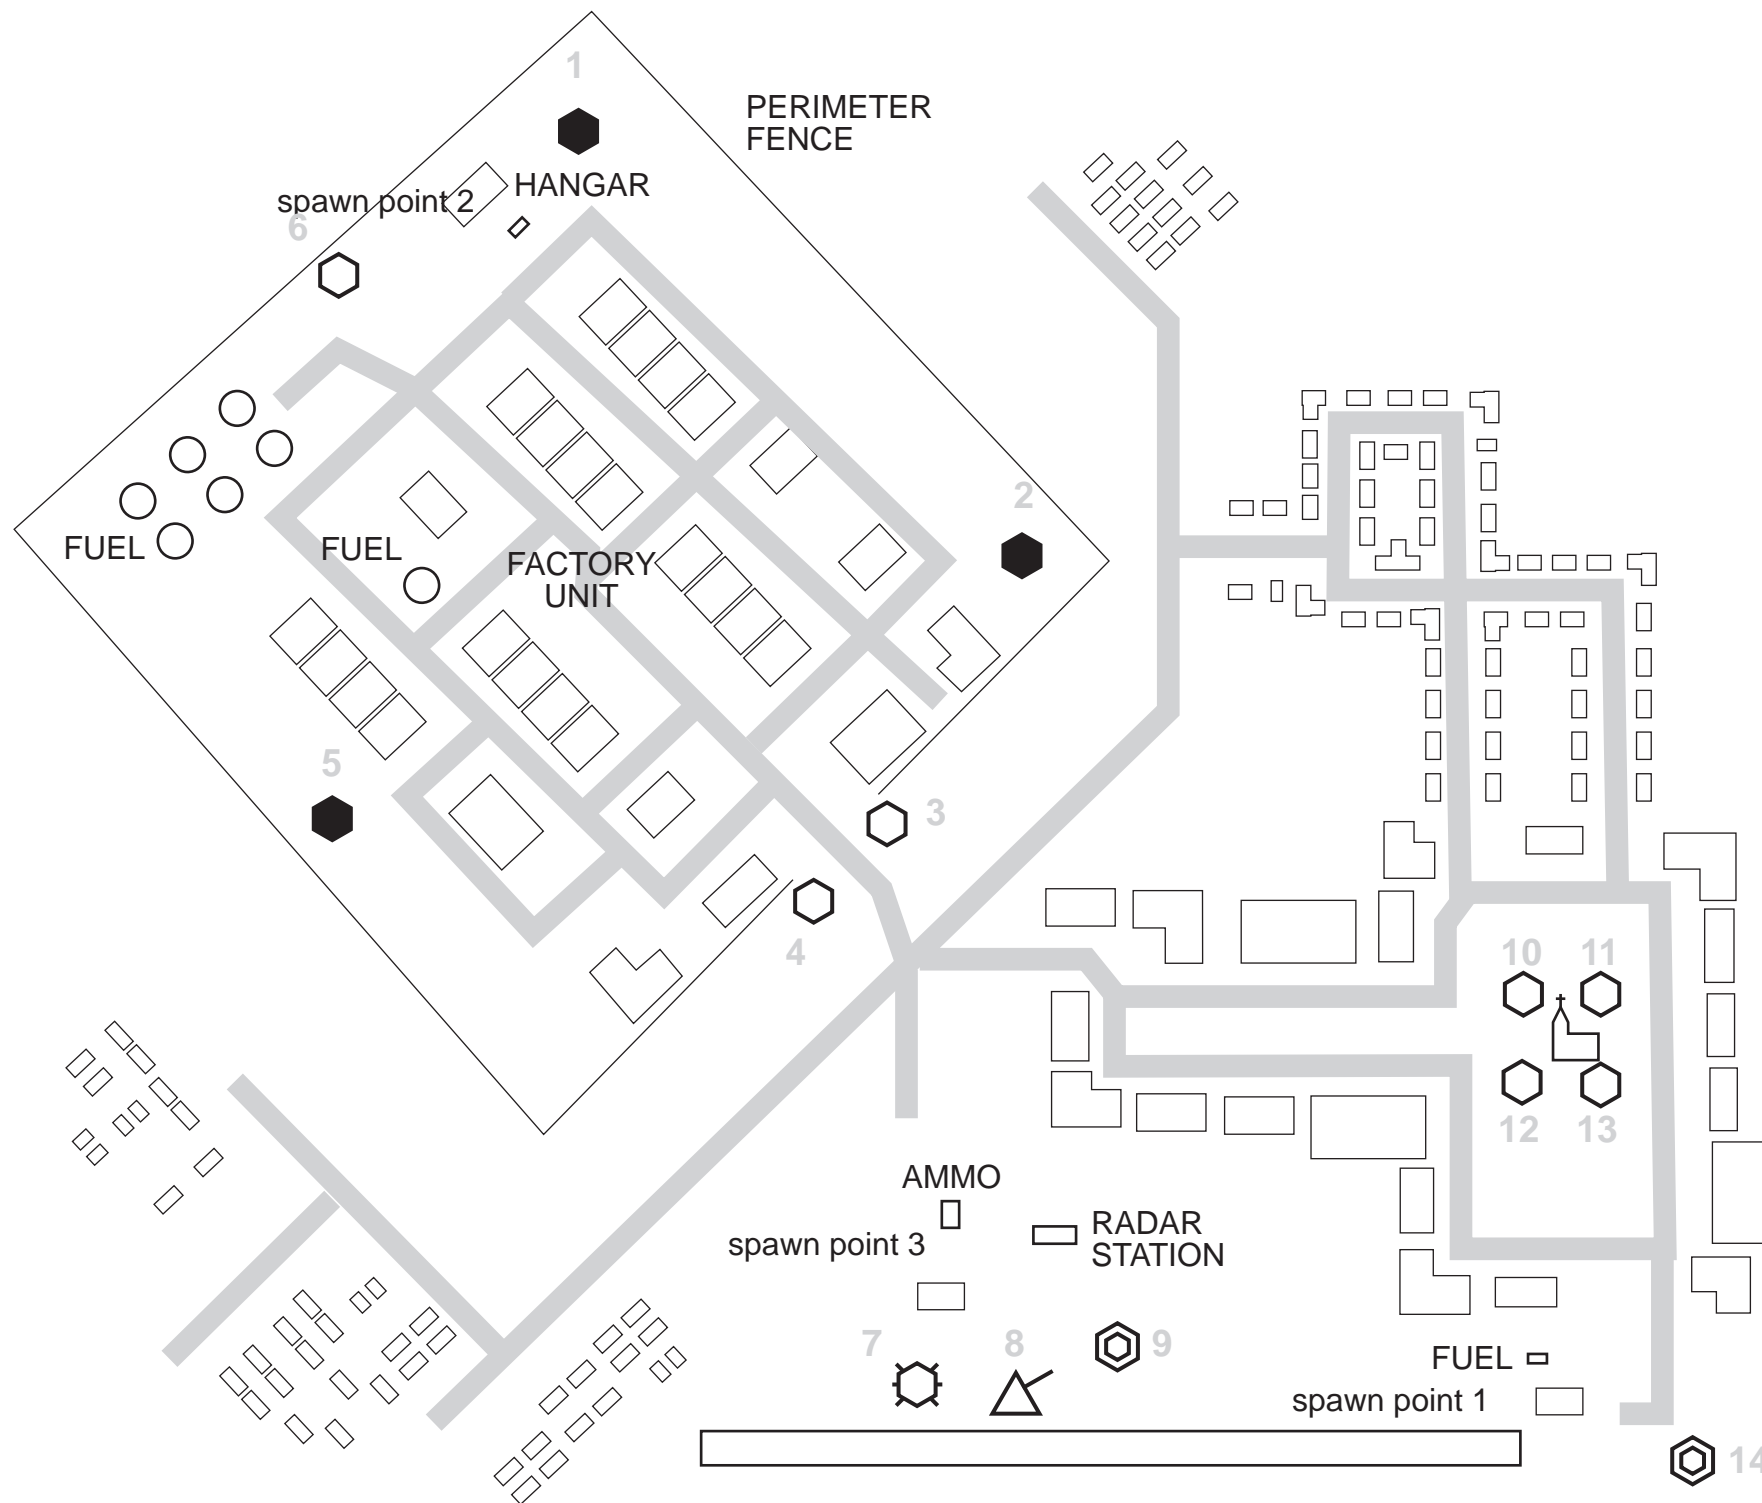 1
PERIMETER
FENCE
HANGAR
spawn point 2
6
2
FUEL
FUEL
FACTORY
UNIT
5
3
4
10
11
12
13
AMMO
RADAR
STATION
spawn point 3
7
8
9
FUEL
spawn point 1
14